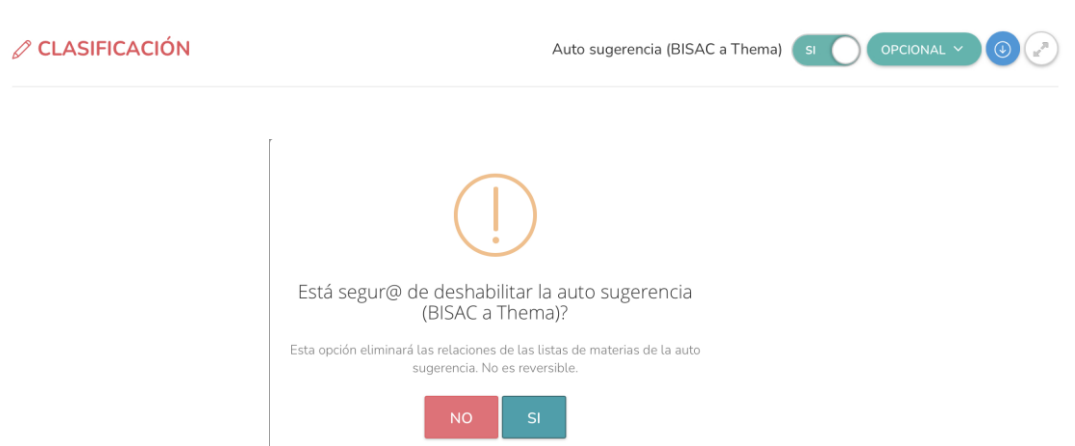 CLASIFICACIÓN
Auto sugerencia (BISAC a Thema) SI OPCIONAL
Está segur@ de deshabilitar la auto sugerencia
(BISAC a Thema)?
Esta opción eliminará las relaciones de las listas de materias de la auto
sugerencia. No es reversible.
NO SI